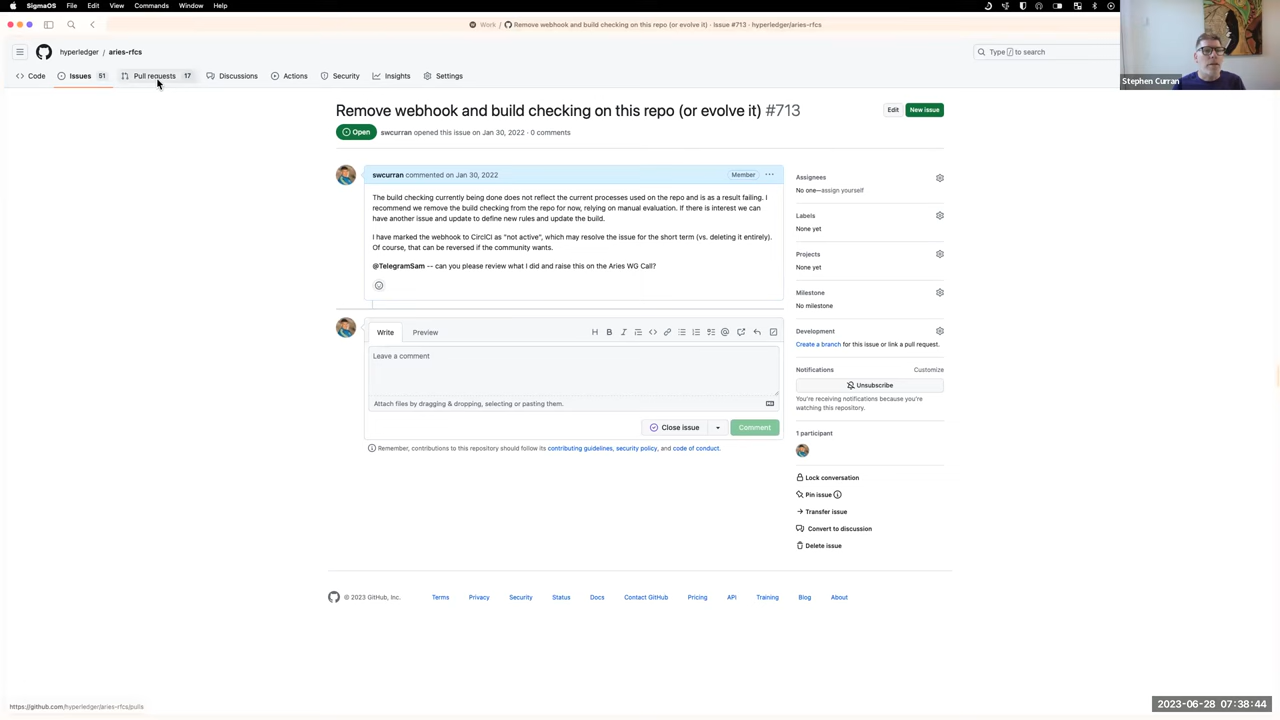 SigmaOS File Edit View Commands Window Help
Work / Remove webhook and build checking on this repo (or evolve it) · Issue #713 · hyperledger/aries-rfcs
hyperledger / aries-rfcs
Type / to search
Code Issues 51 Pull requests 17 Discussions Actions Security Insights Settings
Stephen Curran
Remove webhook and build checking on this repo (or evolve it) #713
Edit New issue
Open swcurran opened this issue on Jan 30, 2022 · 0 comments
swcurran commented on Jan 30, 2022
Member ···
The build checking currently being done does not reflect the current processes used on the repo and is as a result failing. I
recommend we remove the build checking from the repo for now, relying on manual evaluation. If there is interest we can
have another issue and update to define new rules and update the build.
I have marked the webhook to CirclCI as "not active", which may resolve the issue for the short term (vs. deleting it entirely).
Of course, that can be reversed if the community wants.
@TelegramSam -- can you please review what I did and raise this on the Aries WG Call?
Write Preview
Leave a comment
Attach files by dragging & dropping, selecting or pasting them.
Close issue Comment
Remember, contributions to this repository should follow its contributing guidelines, security policy, and code of conduct.
Assignees
No one—assign yourself
Labels
None yet
Projects
None yet
Milestone
No milestone
Development
Create a branch for this issue or link a pull request.
Notifications Customize
Unsubscribe
You're receiving notifications because you're
watching this repository.
1 participant
Lock conversation
Pin issue
Transfer issue
Convert to discussion
Delete issue
© 2023 GitHub, Inc. Terms Privacy Security Status Docs Contact GitHub Pricing API Training Blog About
https://github.com/hyperledger/aries-rfcs/pulls
2023-06-28 07:38:44